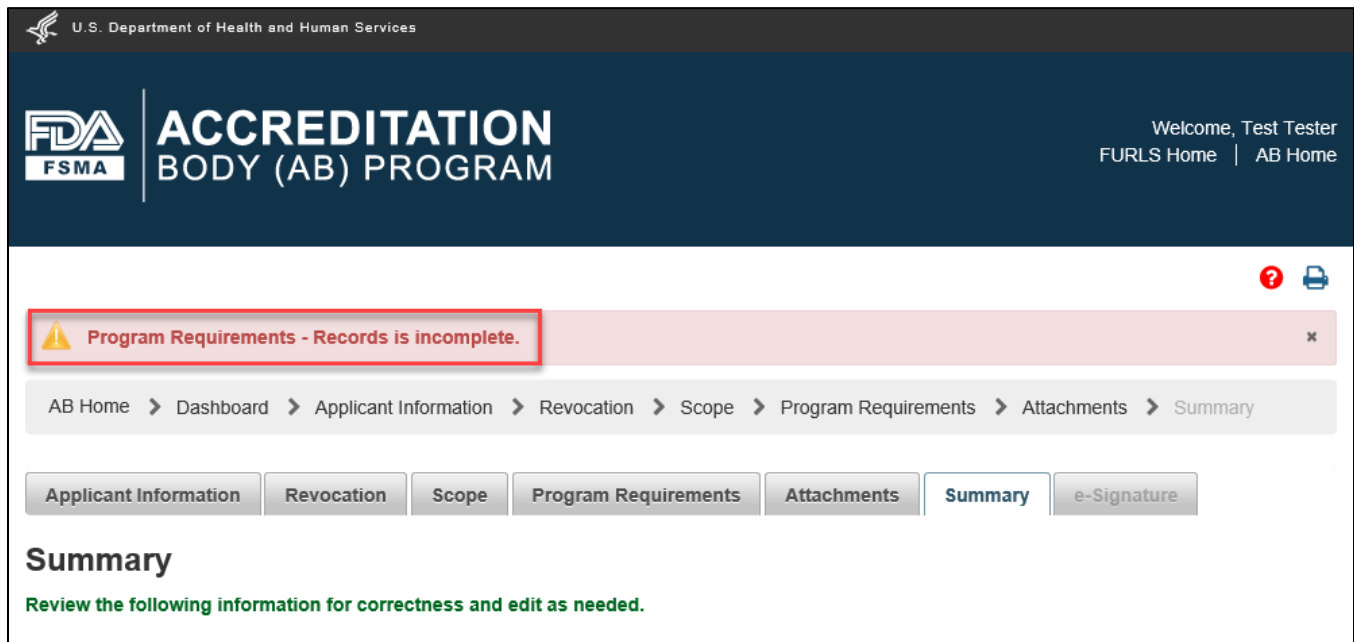 U.S. Department of Health and Human Services
FDA
FSMA
ACCREDITATION
BODY (AB) PROGRAM
Welcome, Test Tester
FURLS Home | AB Home
Program Requirements - Records is incomplete.
AB Home > Dashboard > Applicant Information > Revocation > Scope > Program Requirements > Attachments > Summary
Applicant Information Revocation Scope Program Requirements Attachments Summary e-Signature
Summary
Review the following information for correctness and edit as needed.